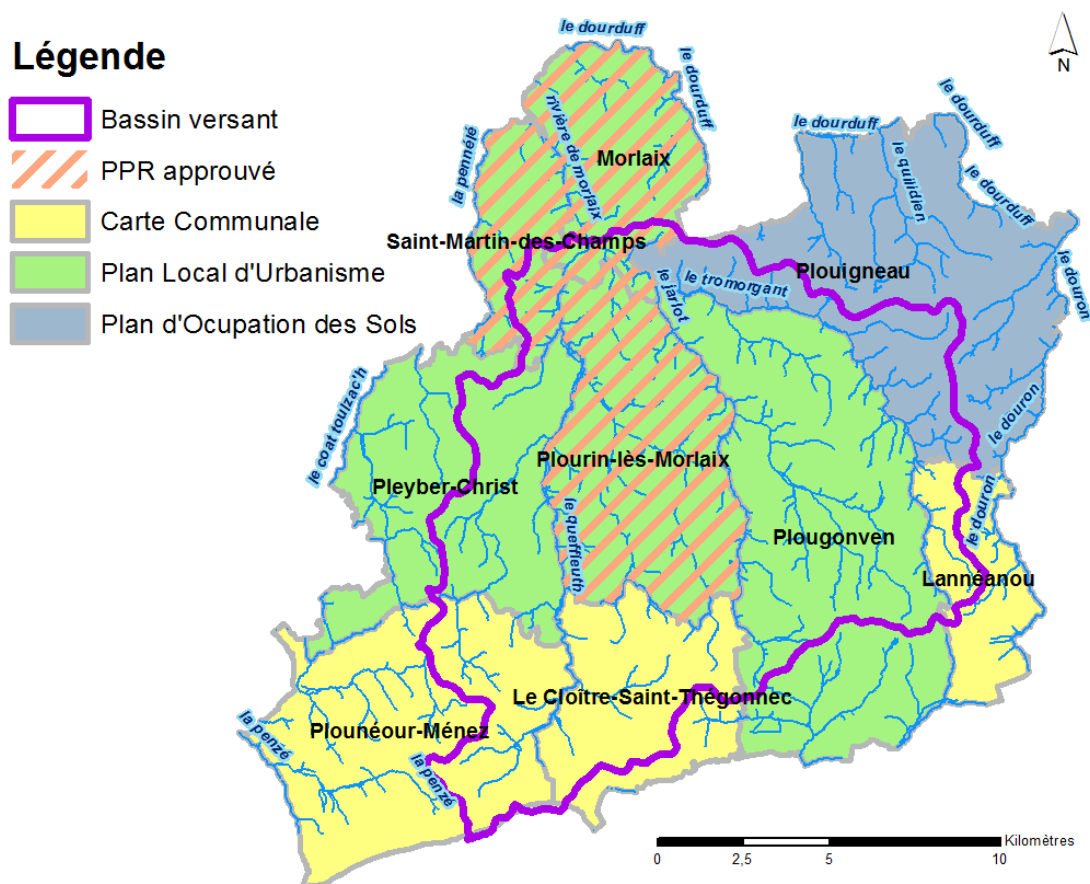 Légende
Bassin versant
PPR approuvé
Carte Communale
Plan Local d'Urbanisme
Plan d'Ocupation des Sols
N
le dourduff
le dourduff
la pennélé
rivière de morlaix
Morlaix
le dourduff
le quilidien
le dourduff
le dourduff
Saint-Martin-des-Champs
Plouigneau
le jarlot
le tromorgant
le douron
le coat toulzac'h
le douron
Pleyber-Christ
Plourin-lès-Morlaix
le queffleuth
Plougonven
le douron
Lannéanou
Le Cloître-Saint-Thégonnec
Plounéour-Ménez
la penzé
la penzé
Kilomètres
0 2,5 5 10